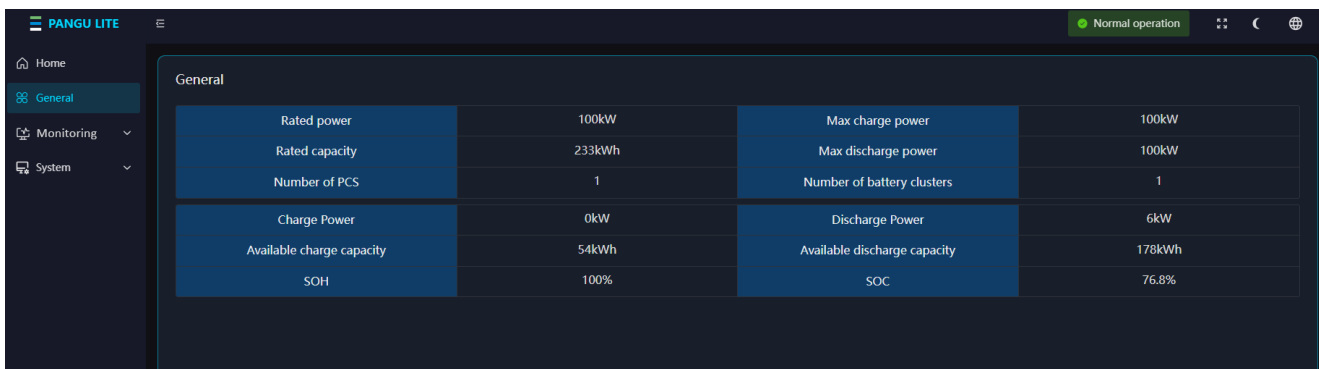 PANGU LITE
Normal operation
Home
General
Monitoring
System
General
Rated power 100kW Max charge power 100kW
Rated capacity 233kWh Max discharge power 100kW
Number of PCS 1 Number of battery clusters 1
Charge Power 0kW Discharge Power 6kW
Available charge capacity 54kWh Available discharge capacity 178kWh
SOH 100% SOC 76.8%